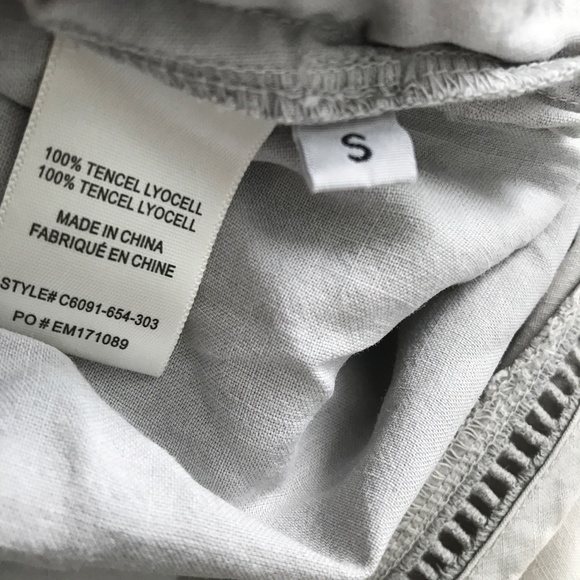 100% TENCEL LYOCELL
100% TENCEL LYOCELL
MADE IN CHINA
FABRIQUÉ EN CHINE
STYLE# C6091-654-303
PO # EM171089
S